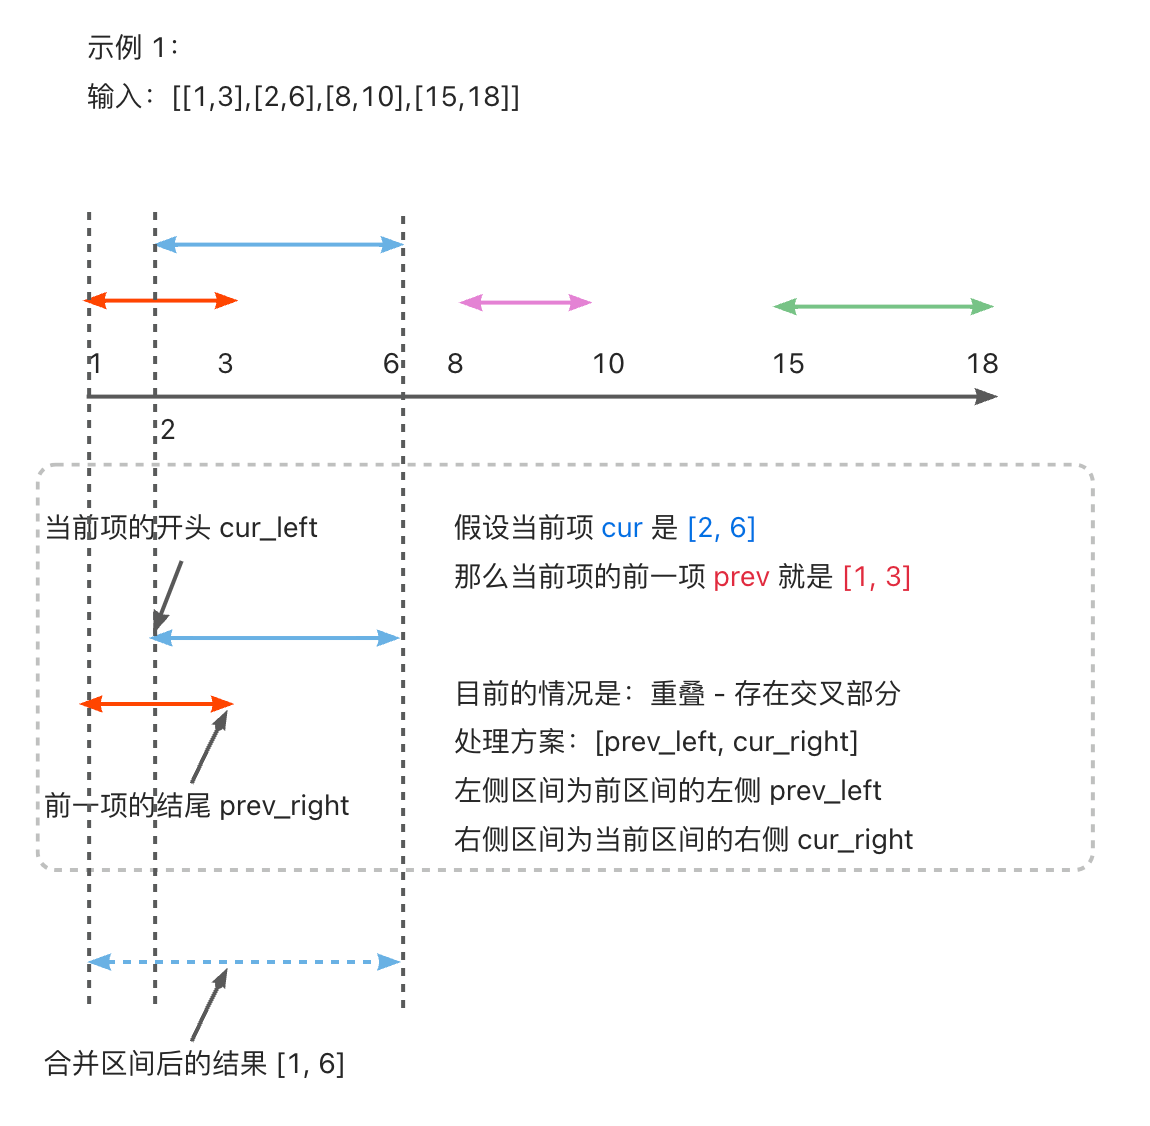 示例 1：
输入：[[1,3],[2,6],[8,10],[15,18]]
1 3 6 8 10 15 18
2
当前项的开头 cur_left
假设当前项 cur 是 [2, 6]
那么当前项的前一项 prev 就是 [1, 3]
目前的情况是：重叠 - 存在交叉部分
处理方案：[prev_left, cur_right]
左侧区间为前区间的左侧 prev_left
前一项的结尾 prev_right
右侧区间为当前区间的右侧 cur_right
合并区间后的结果 [1, 6]